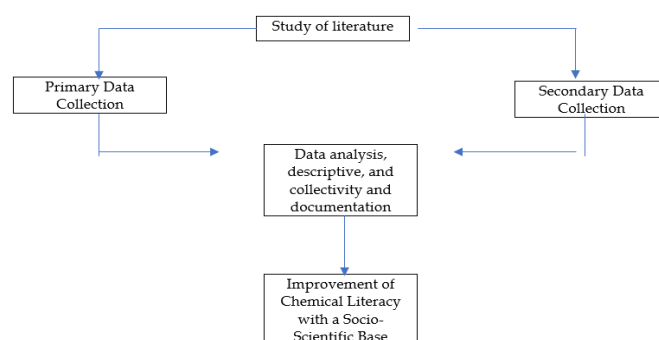 Study of literature
Primary Data
Collection
Secondary Data
Collection
Data analysis,
descriptive, and
collectivity and
documentation
Improvement of
Chemical Literacy
with a Socio-
Scientific Base